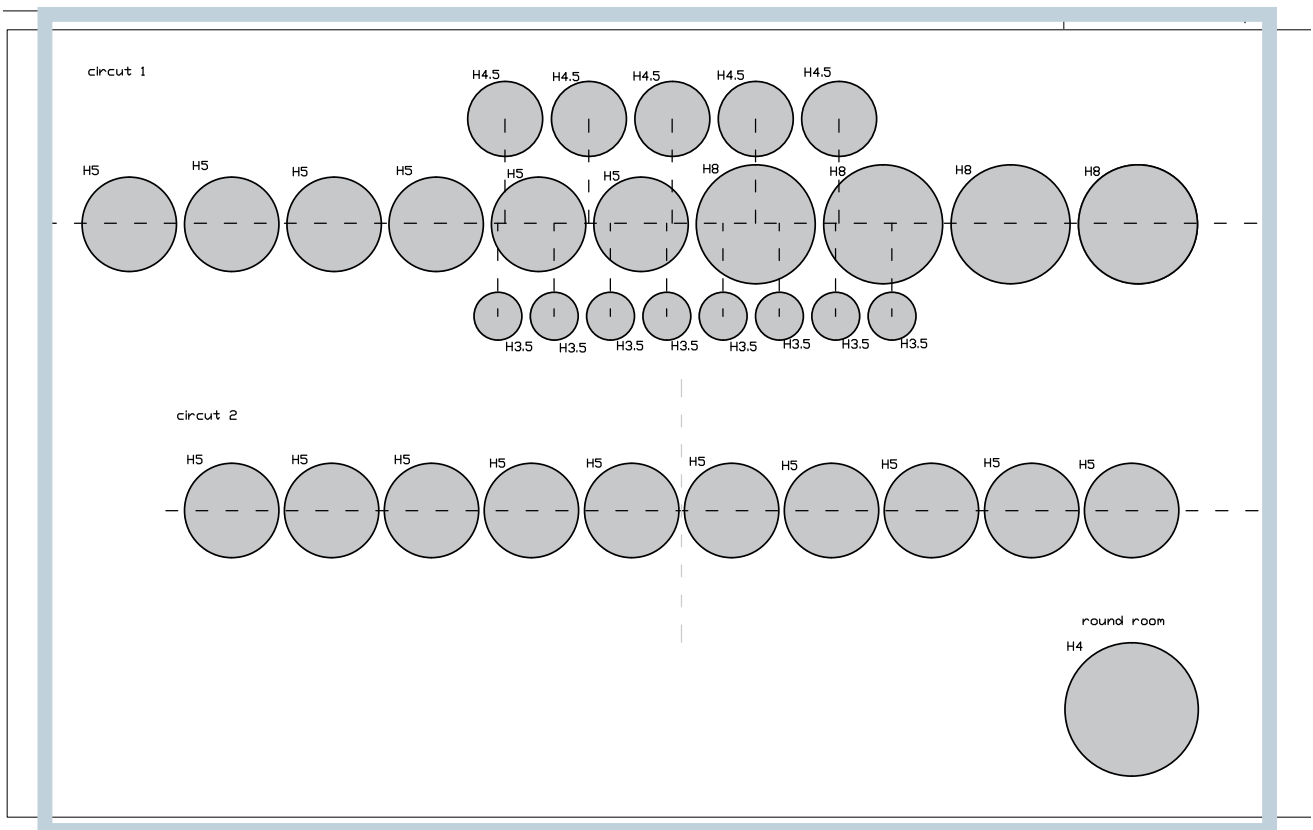 circut 1
H4.5 H4.5 H4.5 H4.5 H4.5
H5 H5 H5 H5 H5 H5 H8 H8 H8 H8
H3.5 H3.5 H3.5 H3.5 H3.5 H3.5 H3.5 H3.5
circut 2
H5 H5 H5 H5 H5 H5 H5 H5 H5 H5
round room
H4